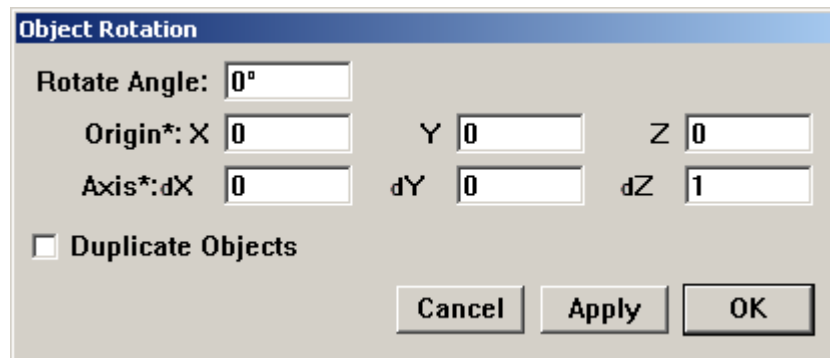 Object Rotation
Rotate Angle: 0°
Origin*: X 0 Y 0 Z 0
Axis*:dX 0 dY 0 dZ 1
Duplicate Objects
Cancel Apply OK